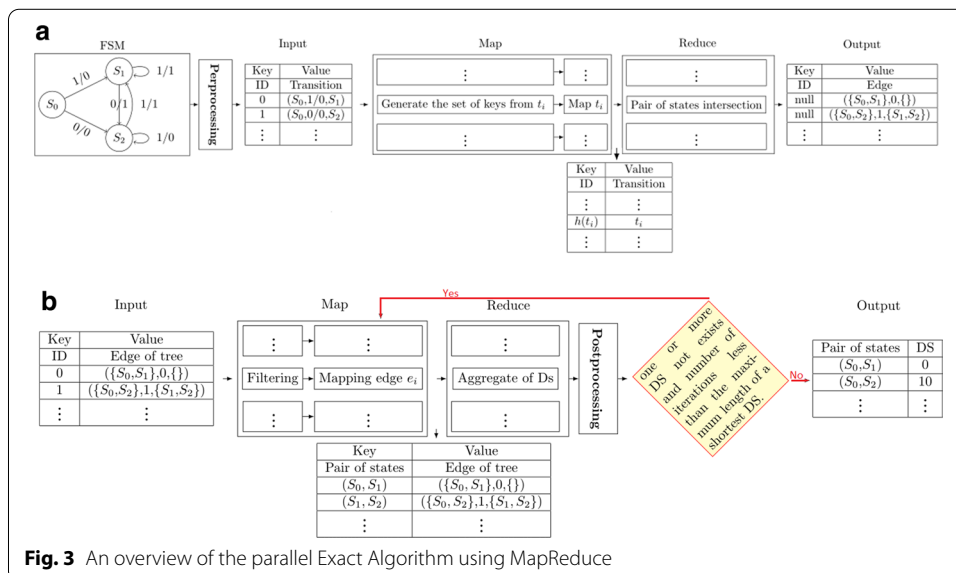 a
FSM
Input
Map
Reduce
Output
S0
S1
S2
1/0
1/1
0/1
1/1
0/0
1/0
Perprocessing
Key Value
ID Transition
0 (S0,1/0,S1)
1 (S0,0/0,S2)
⋮ ⋮
⋮ ⋮
Generate the set of keys from ti Map ti
⋮ ⋮
⋮
Pair of states intersection
⋮
Key Value
ID Edge
null ({S0,S1},0,{})
null ({S0,S2},1,{S1,S2})
⋮ ⋮
Key Value
ID Transition
⋮ ⋮
h(ti) ti
⋮ ⋮
b
Input
Map
Reduce
Output
Yes
Key Value
ID Edge of tree
0 ({S0,S1},0,{})
1 ({S0,S2},1,{S1,S2})
⋮ ⋮
⋮ ⋮
Filtering Mapping edge ei
⋮ ⋮
⋮
Aggregate of Ds
⋮
Postprocessing
one or more
DS not exists
and number of
iterations less
than the maxi-
mum length of a
shortest DS.
No
Pair of states DS
(S0,S1) 0
(S0,S2) 10
⋮ ⋮
Key Value
Pair of states Edge of tree
(S0, S1) ({S0, S1},0,{})
(S1, S2) ({S0, S2},1,{S1, S2})
⋮ ⋮
Fig. 3 An overview of the parallel Exact Algorithm using MapReduce